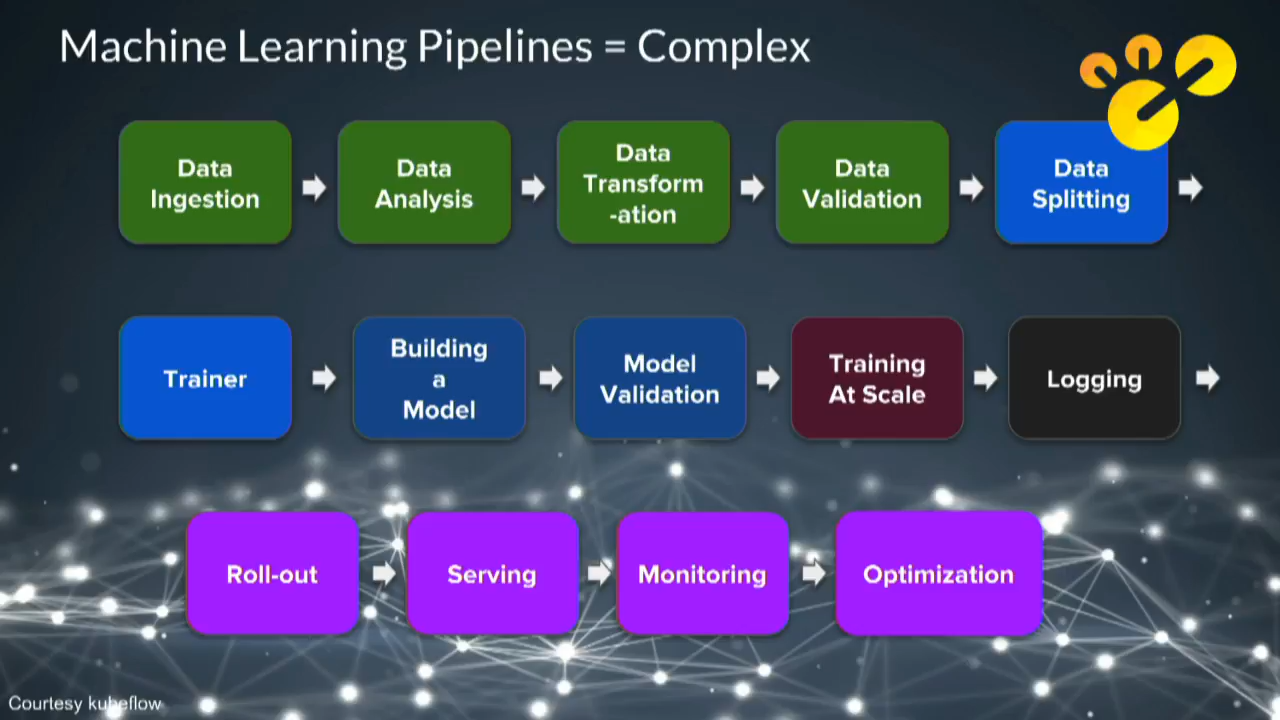 Machine Learning Pipelines = Complex
Data
Ingestion
Data
Analysis
Data
Transform
-ation
Data
Validation
Data
Splitting
Trainer
Building
a
Model
Model
Validation
Training
At Scale
Logging
Roll-out
Serving
Monitoring
Optimization
Courtesy kubeflow